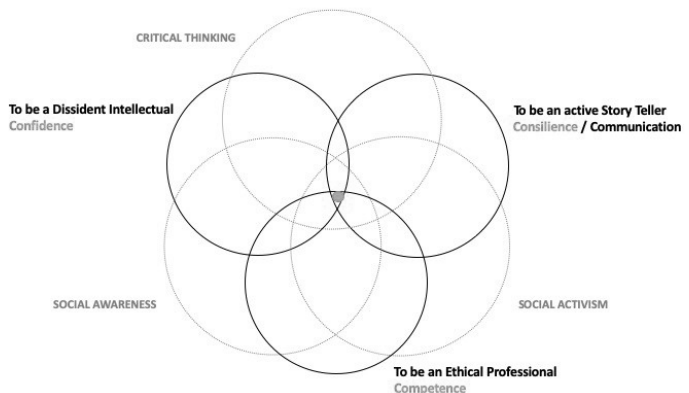 CRITICAL THINKING
To be a Dissident Intellectual
Confidence
To be an active Story Teller
Consilience / Communication
SOCIAL AWARENESS
SOCIAL ACTIVISM
To be an Ethical Professional
Competence